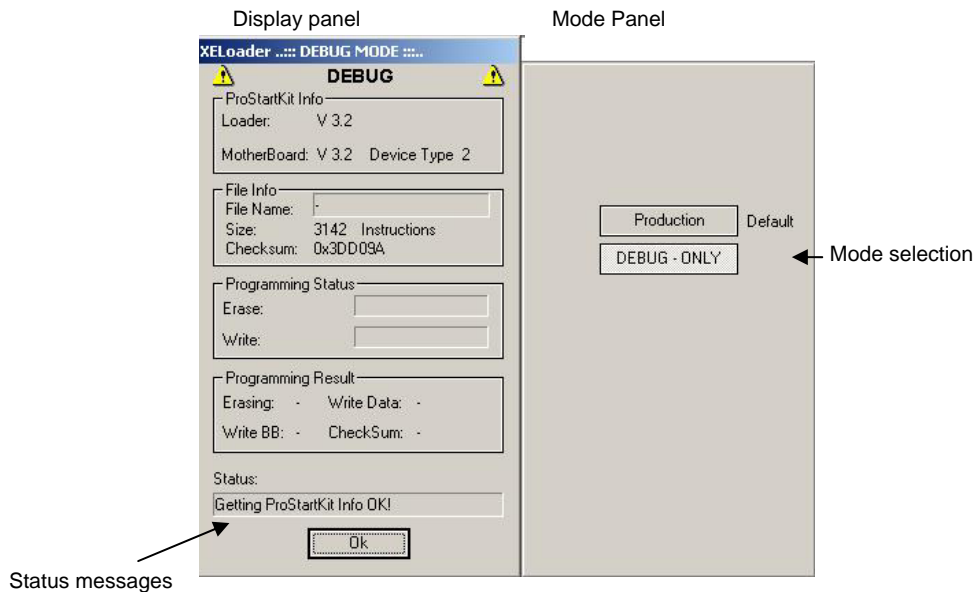 Display panel
Mode Panel
XELoader ..::: DEBUG MODE :::..
DEBUG
ProStartKit Info
Loader: V 3.2
MotherBoard: V 3.2 Device Type 2
File Info
File Name: -
Size: 3142 Instructions
Checksum: 0x3DD09A
Programming Status
Erase:
Write:
Programming Result
Erasing: - Write Data: -
Write BB: - CheckSum: -
Status:
Getting ProStartKit Info OK!
Ok
Production Default
DEBUG - ONLY
Mode selection
Status messages